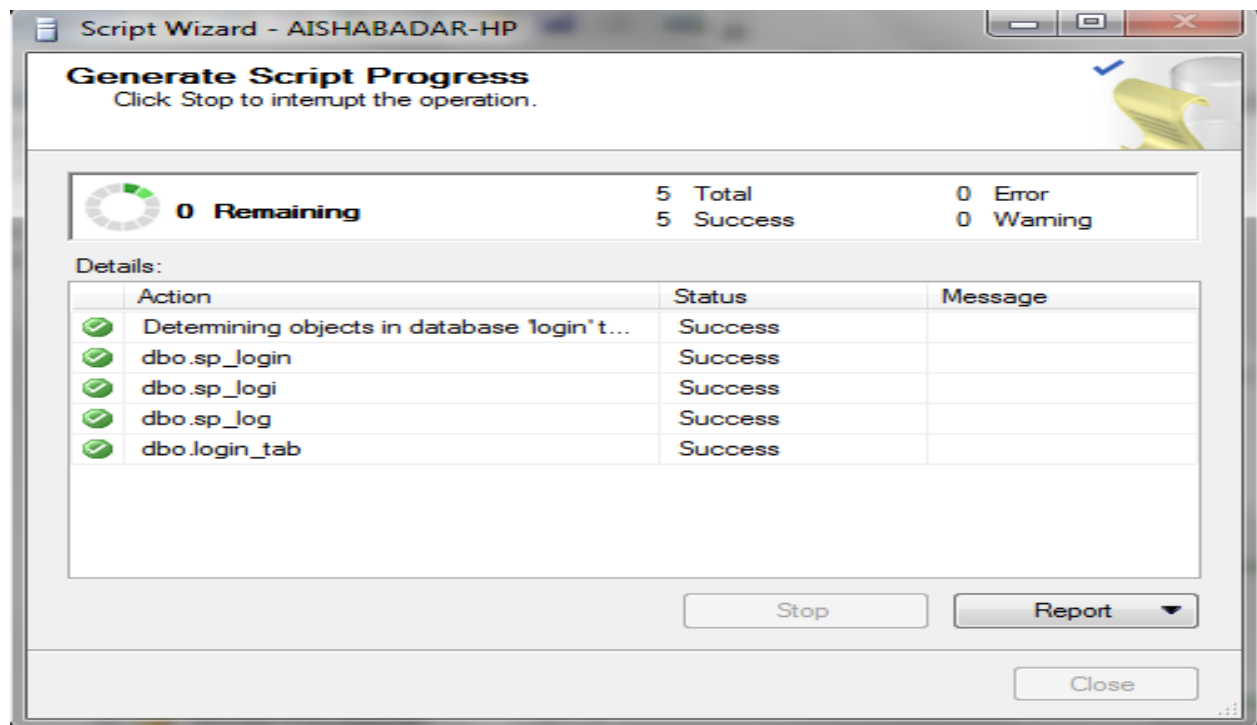 Script Wizard - AISHABADAR-HP
Generate Script Progress
Click Stop to interrupt the operation.
0 Remaining
5 Total
0 Error
5 Success
0 Warning
Details:
Action Status Message
Determining objects in database 'login' t... Success
dbo.sp_login Success
dbo.sp_logi Success
dbo.sp_log Success
dbo.login_tab Success
Stop
Report
Close